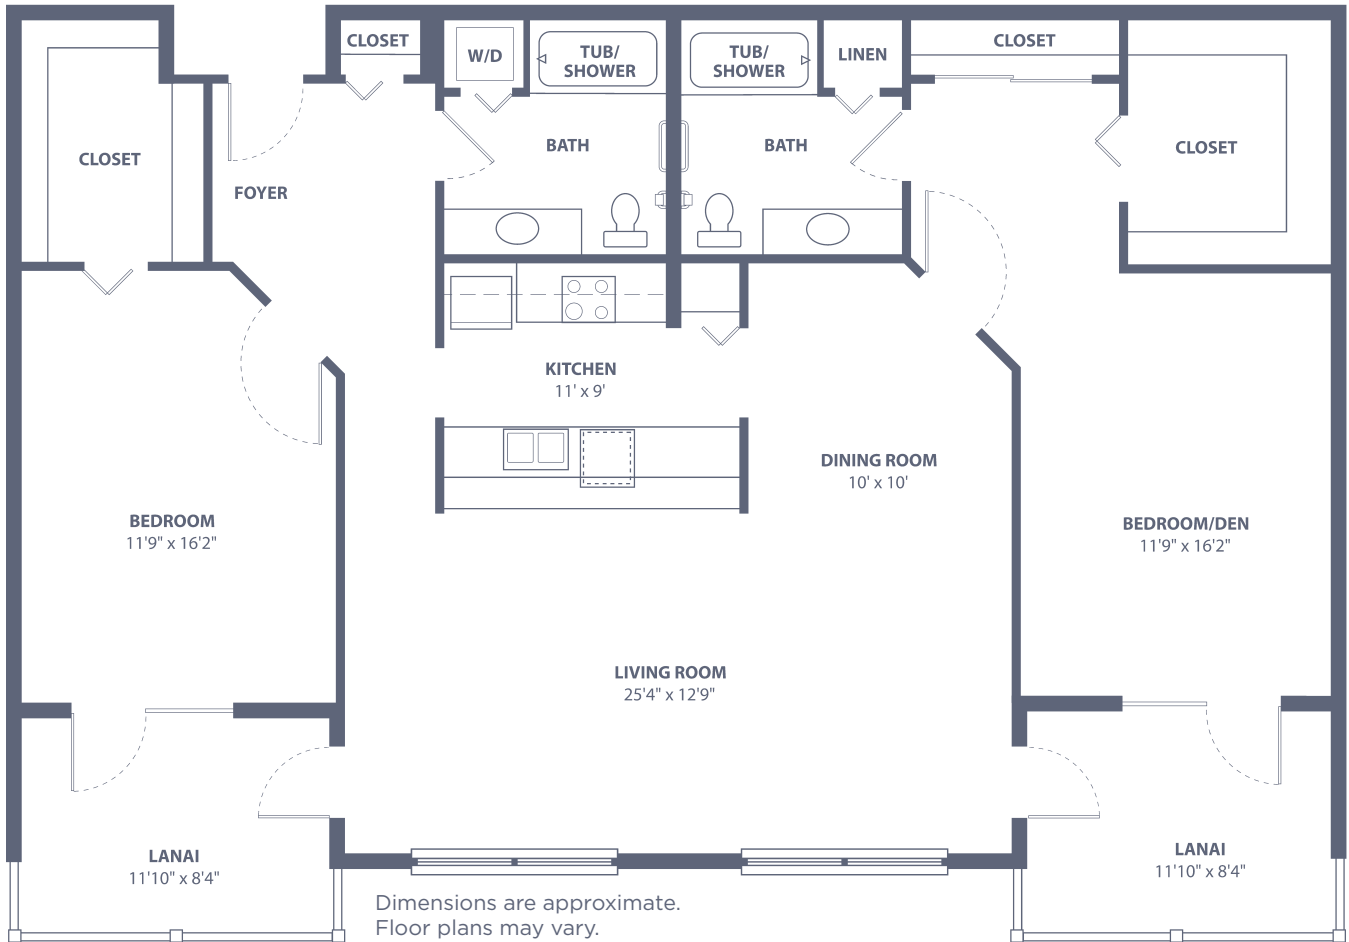 CLOSET
W/D
TUB/
SHOWER
TUB/
SHOWER
LINEN
CLOSET
CLOSET
FOYER
BATH
BATH
CLOSET
KITCHEN
11' x 9'
DINING ROOM
10' x 10'
BEDROOM
11'9" x 16'2"
BEDROOM/DEN
11'9" x 16'2"
LIVING ROOM
25'4" x 12'9"
LANAI
11'10" x 8'4"
LANAI
11'10" x 8'4"
Dimensions are approximate.
Floor plans may vary.